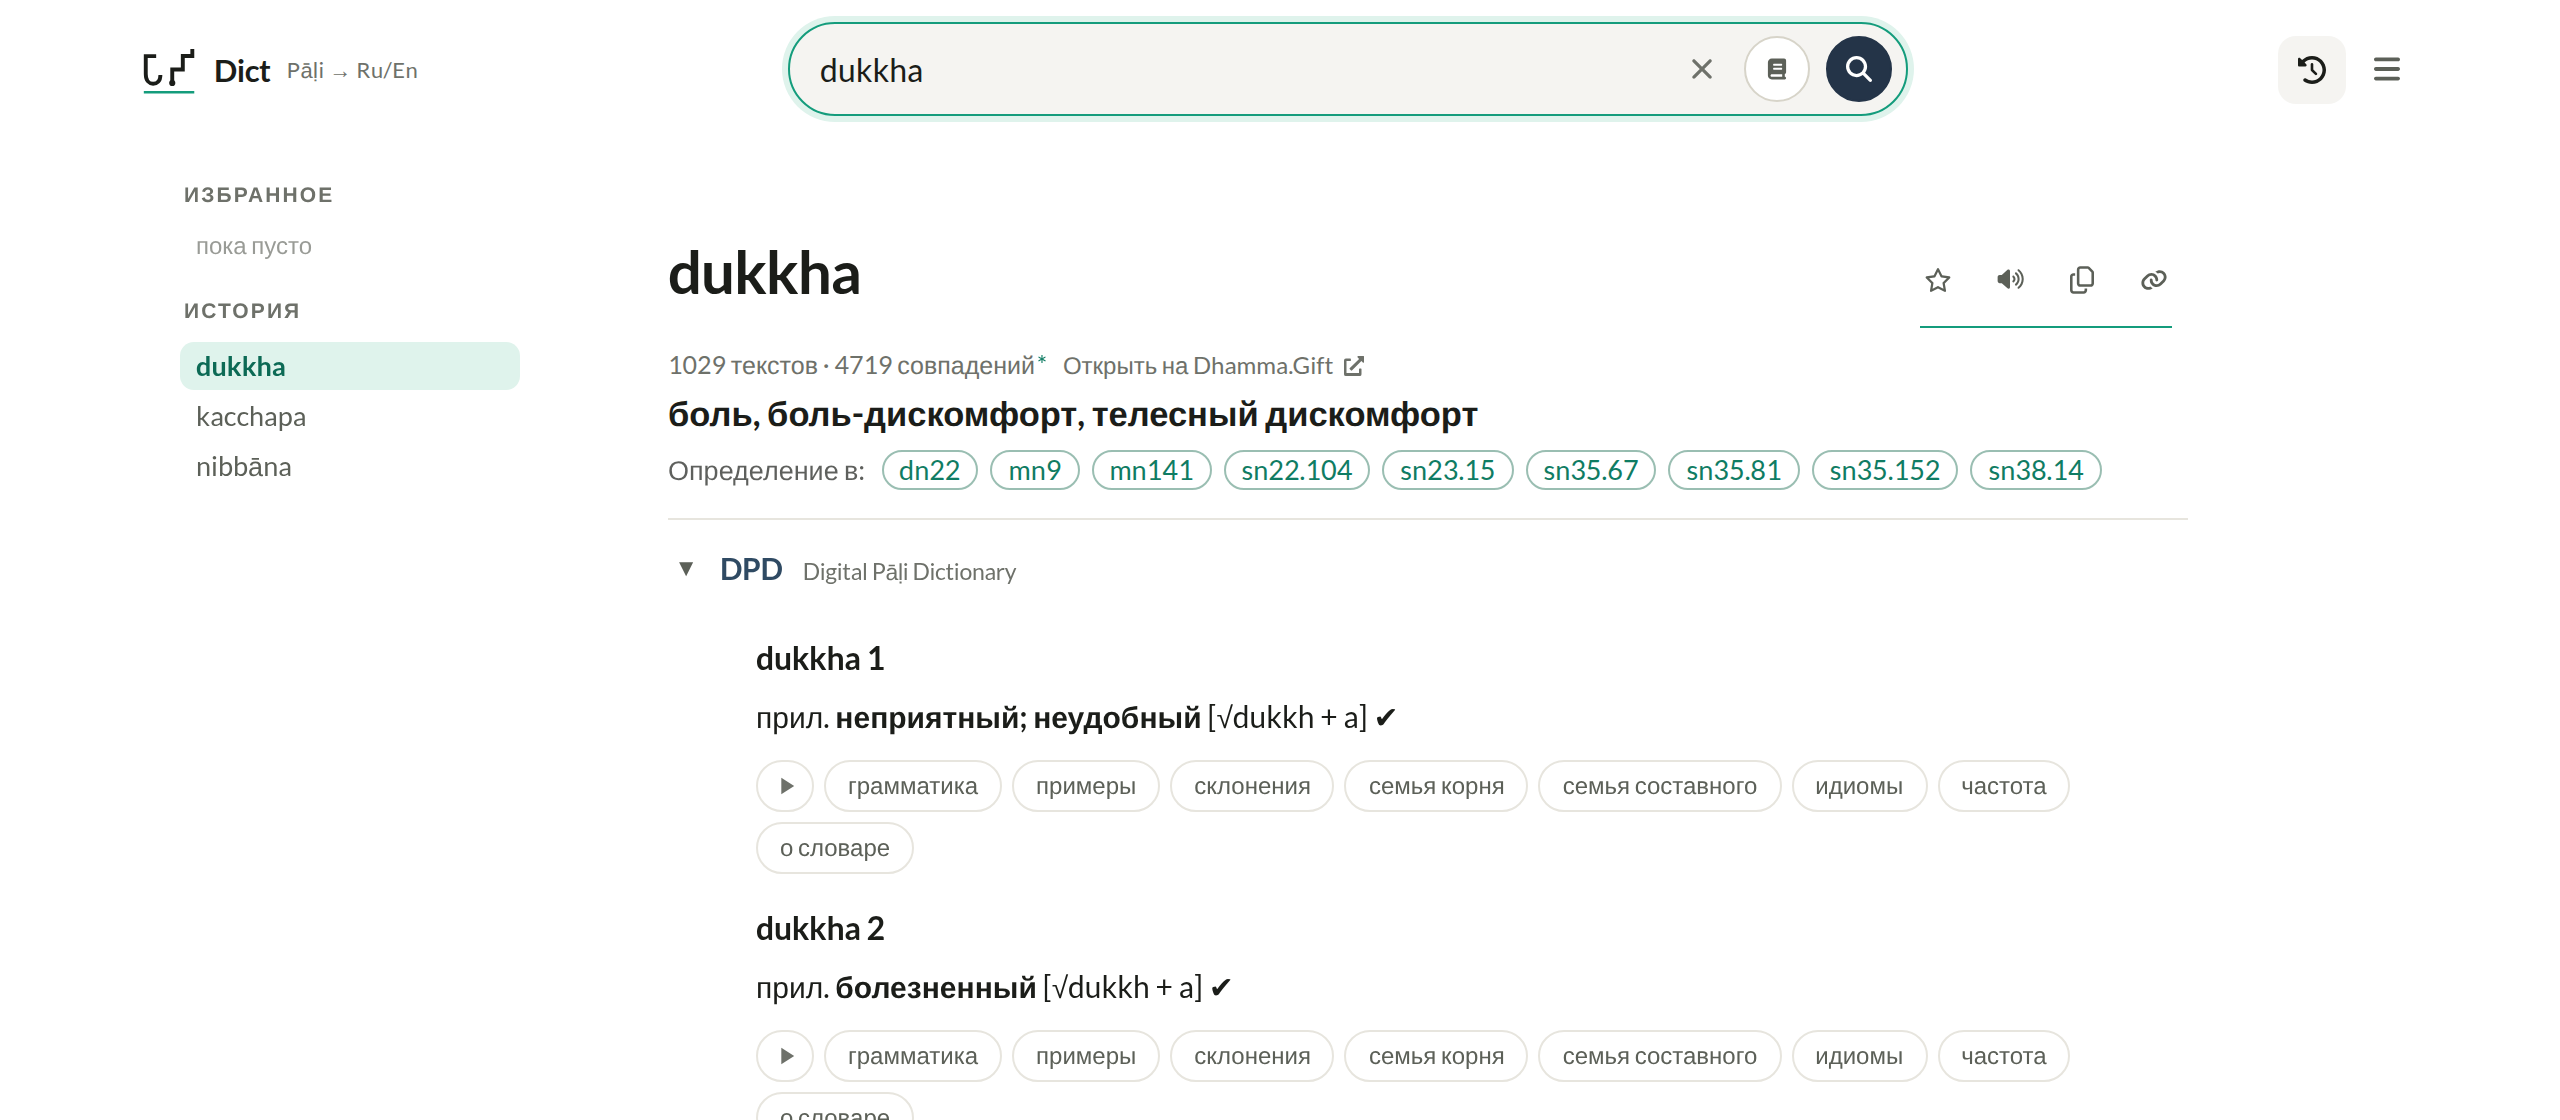 Dict Pāḷi → Ru/En
dukkha
ИЗБРАННОЕ
пока пусто
ИСТОРИЯ
dukkha
kacchapa
nibbāna
dukkha
1029 текстов · 4719 совпадений* Открыть на Dhamma.Gift
боль, боль-дискомфорт, телесный дискомфорт
Определение в: dn22 mn9 mn141 sn22.104 sn23.15 sn35.67 sn35.81 sn35.152 sn38.14
▼ DPD Digital Pāḷi Dictionary
dukkha 1
прил. неприятный; неудобный [√dukkh + a] ✔
грамматика примеры склонения семья корня семья составного идиомы частота
о словаре
dukkha 2
прил. болезненный [√dukkh + a] ✔
грамматика примеры склонения семья корня семья составного идиомы частота
о словаре